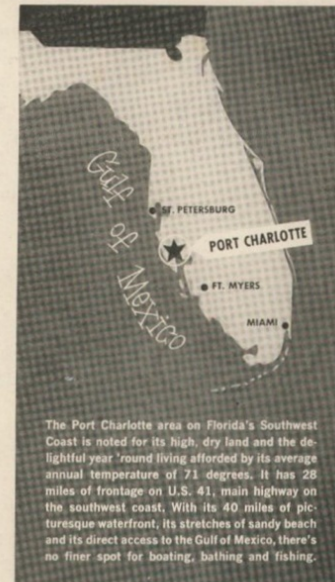 Gulf of Mexico
ST. PETERSBURG
PORT CHARLOTTE
FT. MYERS
MIAMI
The Port Charlotte area on Florida's Southwest
Coast is noted for its high, dry land and the de-
lightful year 'round living afforded by its average
annual temperature of 71 degrees. It has 28
miles of frontage on U.S. 41, main highway on
the southwest coast. With its 40 miles of pic-
turesque waterfront, its stretches of sandy beach
and its direct access to the Gulf of Mexico, there's
no finer spot for boating, bathing and fishing.